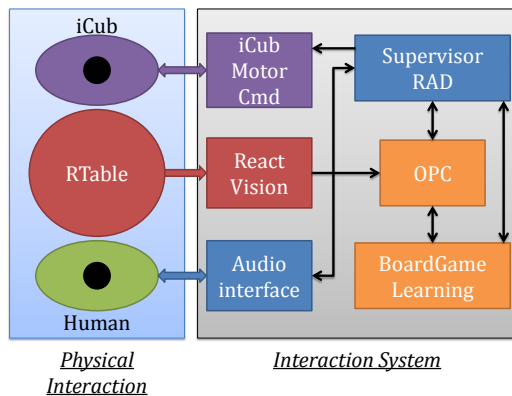 iCub
iCub
Motor
Cmd
Supervisor
RAD
RTable
React
Vision
OPC
Audio
interface
BoardGame
Learning
Human
Physical
Interaction
Interaction System